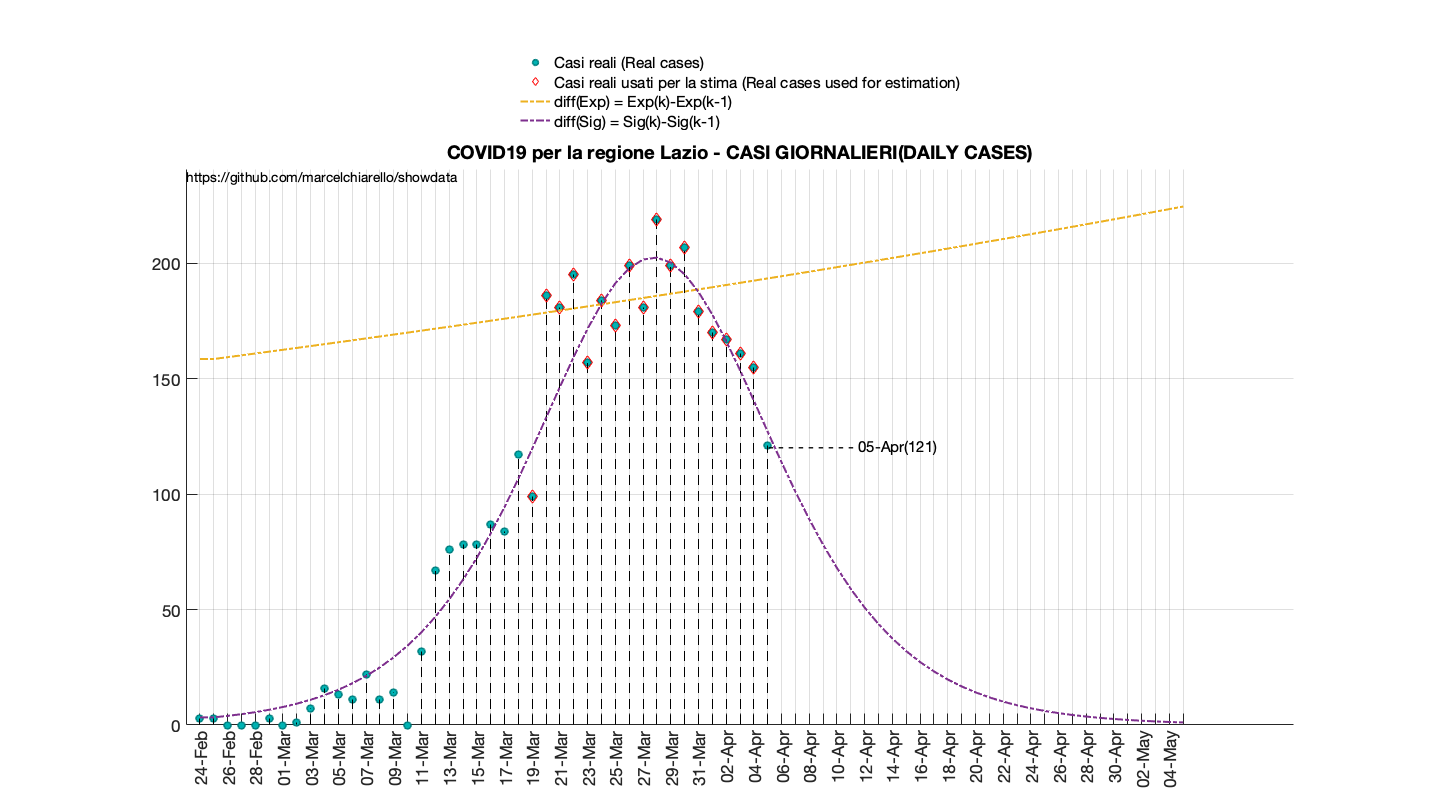 Casi reali (Real cases)
Casi reali usati per la stima (Real cases used for estimation)
diff(Exp) = Exp(k)-Exp(k-1)
diff(Sig) = Sig(k)-Sig(k-1)
COVID19 per la regione Lazio - CASI GIORNALIERI(DAILY CASES)
https://github.com/marcelchiarello/showdata
200
150
100
50
0
05-Apr(121)
24-Feb
26-Feb
28-Feb
01-Mar
03-Mar
05-Mar
07-Mar
09-Mar
11-Mar
13-Mar
15-Mar
17-Mar
19-Mar
21-Mar
23-Mar
25-Mar
27-Mar
29-Mar
31-Mar
02-Apr
04-Apr
06-Apr
08-Apr
10-Apr
12-Apr
14-Apr
16-Apr
18-Apr
20-Apr
22-Apr
24-Apr
26-Apr
28-Apr
30-Apr
02-May
04-May